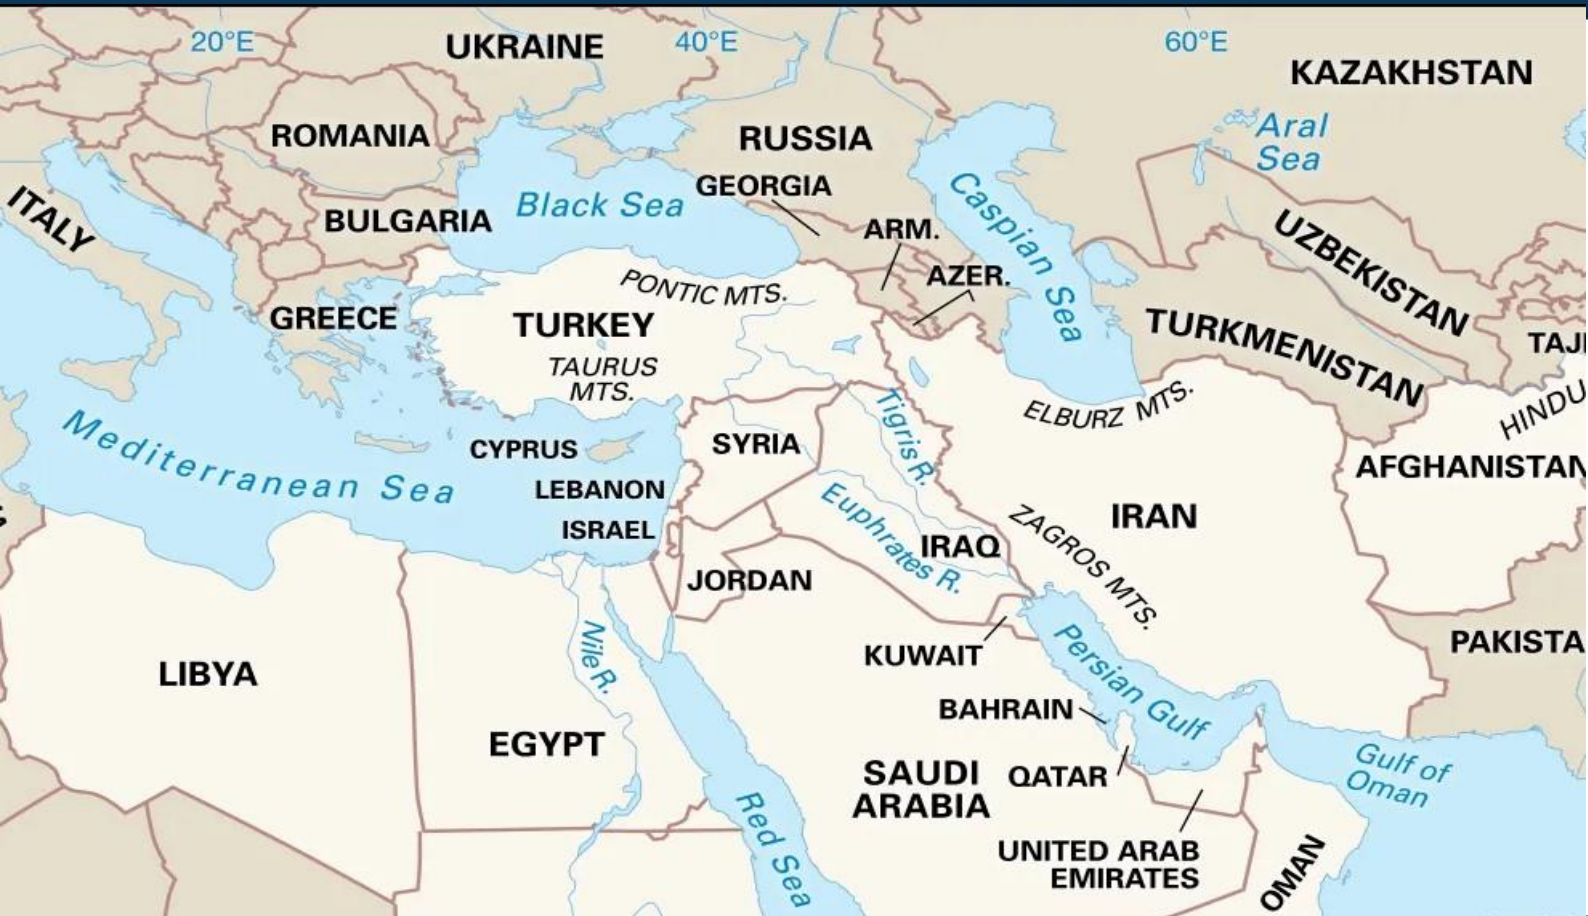 20°E
40°E
60°E
UKRAINE
KAZAKHSTAN
ROMANIA
RUSSIA
Aral
Sea
GEORGIA
ITALY
BULGARIA
Black Sea
ARM.
Caspian Sea
UZBEKISTAN
AZER.
PONTIC MTS.
GREECE
TURKEY
TURKMENISTAN
TAJI
TAURUS
MTS.
ELBURZ MTS.
HINDU
Mediterranean Sea
CYPRUS
SYRIA
Tigris R.
AFGHANISTAN
LEBANON
Euphrates R.
IRAN
ISRAEL
IRAQ
ZAGROS MTS.
JORDAN
Nile R.
KUWAIT
Persian Gulf
PAKISTA
LIBYA
BAHRAIN
EGYPT
SAUDI
ARABIA
QATAR
Gulf of
Oman
Red Sea
UNITED ARAB
EMIRATES
OMAN